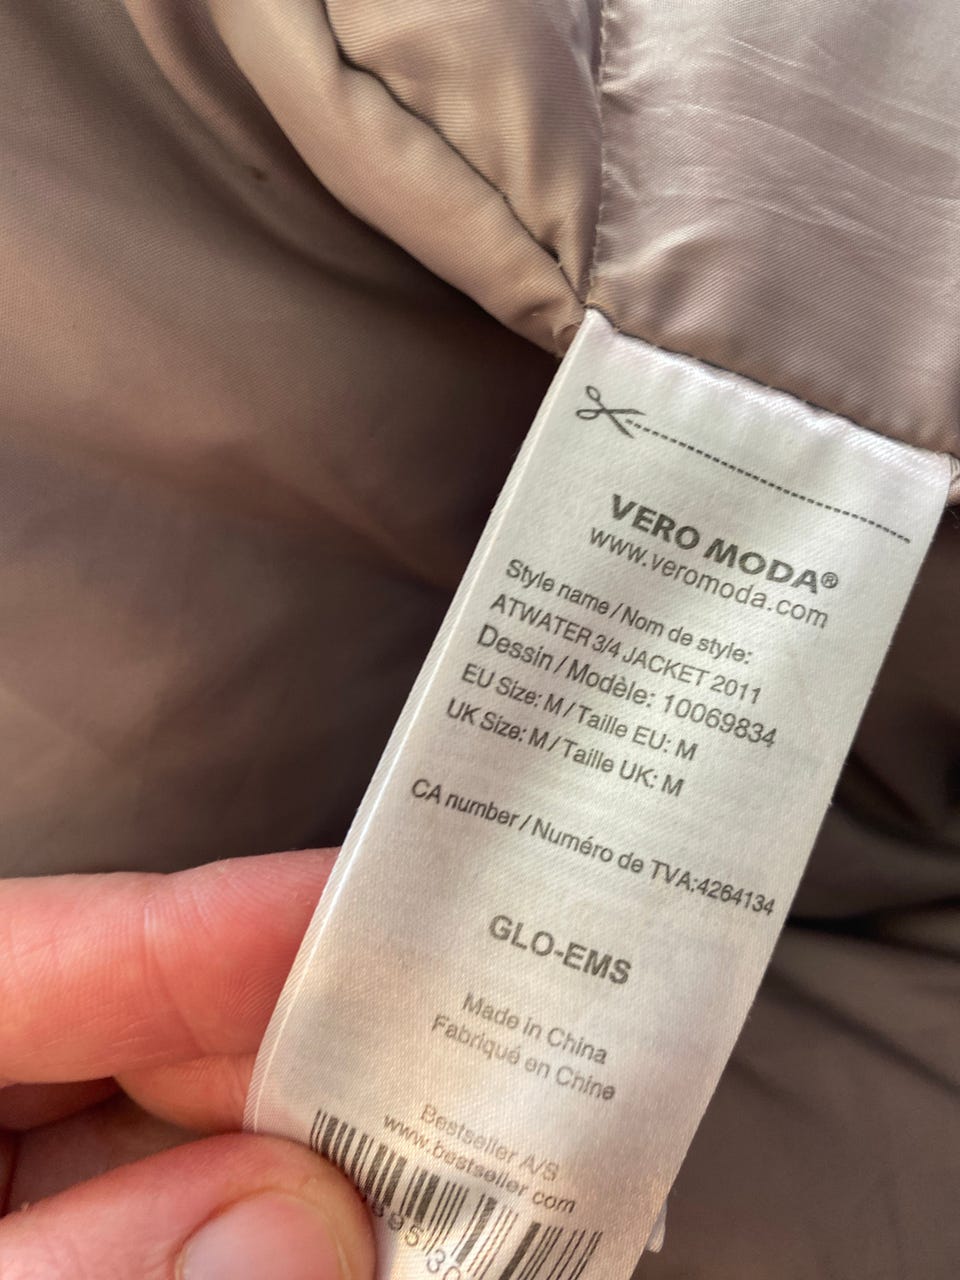 VERO MODA®
www.veromoda.com
Style name / Nom de style:
ATWATER 3/4 JACKET 2011
Dessin / Modèle: 10069834
EU Size: M / Taille EU: M
UK Size: M / Taille UK: M
CA number / Numéro de TVA:4264134
GLO-EMS
Made in China
Fabriqué en Chine
Bestseller A/S
www.bestseller.com